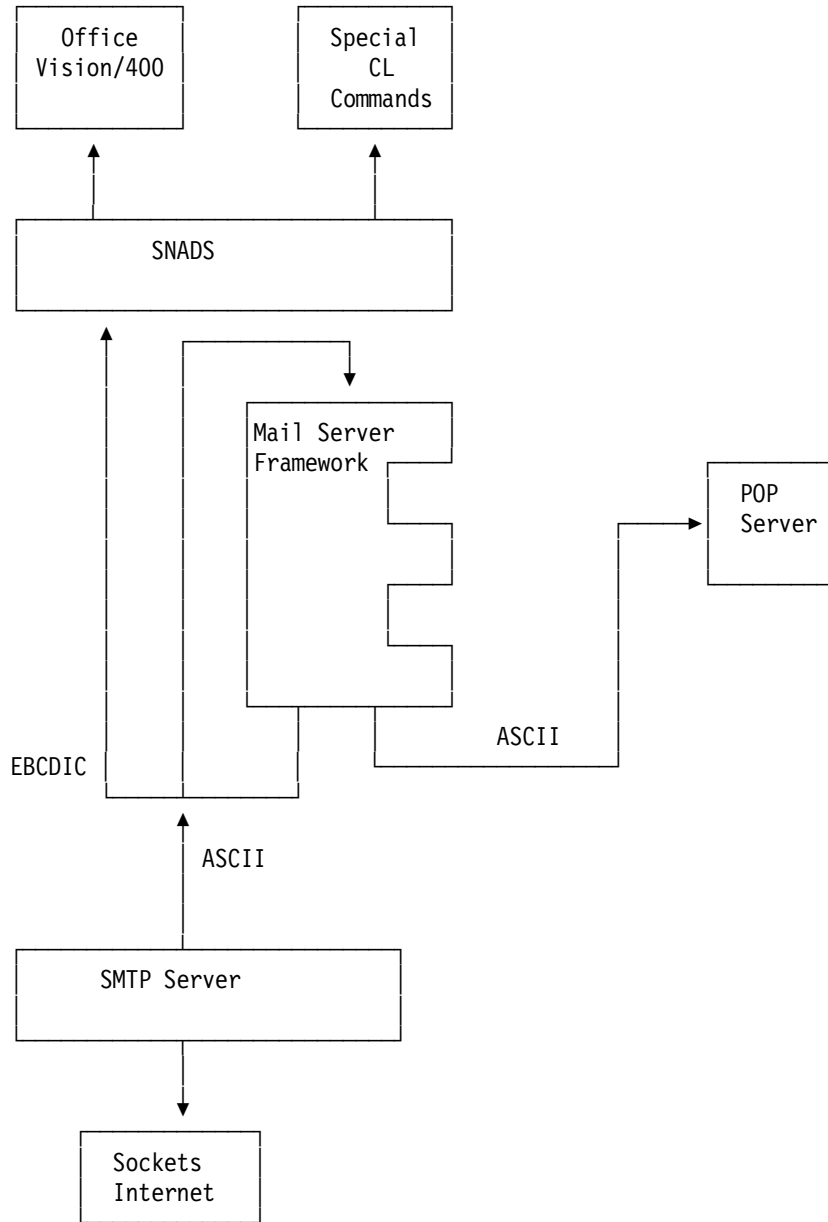 Office
Vision/400
Special
CL
Commands
SNADS
Mail Server
Framework
POP
Server
ASCII
EBCDIC
ASCII
SMTP Server
Sockets
Internet